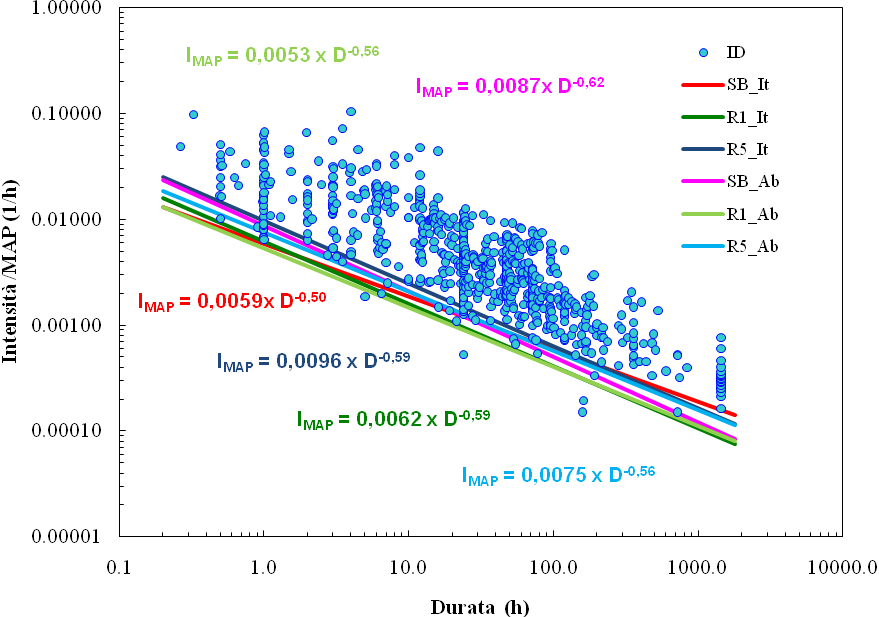 1.00000
0.10000
0.01000
0.00100
0.00010
0.00001
Intensità /MAP (1/h)
0.1
1.0
10.0
100.0
1000.0
10000.0
Durata (h)
I_MAP = 0,0053 x D^-0,56
I_MAP = 0,0087x D^-0,62
I_MAP = 0,0059x D^-0,50
I_MAP = 0,0096 x D^-0,59
I_MAP = 0,0062 x D^-0,59
I_MAP = 0,0075 x D^-0,56
ID
SB_It
R1_It
R5_It
SB_Ab
R1_Ab
R5_Ab